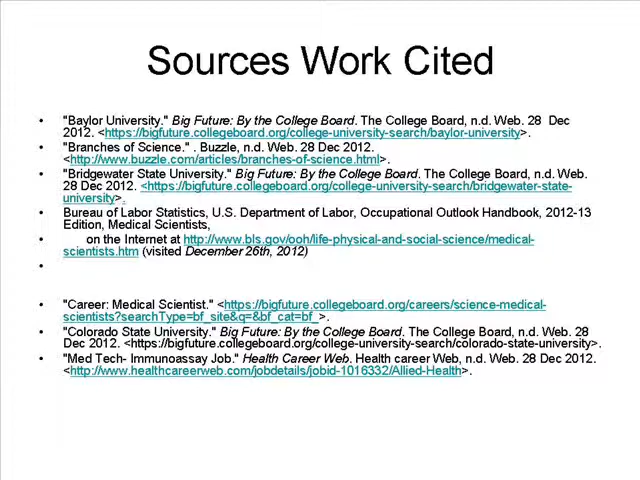 Sources Work Cited
• "Baylor University." Big Future: By the College Board. The College Board, n.d. Web. 28 Dec
2012. <https://bigfuture.collegeboard.org/college-university-search/baylor-university>.
• "Branches of Science." . Buzzle, n.d. Web. 28 Dec 2012.
<http://www.buzzle.com/articles/branches-of-science.html>.
• "Bridgewater State University." Big Future: By the College Board. The College Board, n.d. Web.
28 Dec 2012. <https://bigfuture.collegeboard.org/college-university-search/bridgewater-state-
university>.
• Bureau of Labor Statistics, U.S. Department of Labor, Occupational Outlook Handbook, 2012-13
Edition, Medical Scientists,
• on the Internet at http://www.bls.gov/ooh/life-physical-and-social-science/medical-
scientists.htm (visited December 26th, 2012)
•
• "Career: Medical Scientist." <https://bigfuture.collegeboard.org/careers/science-medical-
scientists?searchType=bf_site&q=&bf_cat=bf_>.
• "Colorado State University." Big Future: By the College Board. The College Board, n.d. Web. 28
Dec 2012. <https://bigfuture.collegeboard.org/college-university-search/colorado-state-university>.
• "Med Tech- Immunoassay Job." Health Career Web. Health career Web, n.d. Web. 28 Dec 2012.
<http://www.healthcareerweb.com/jobdetails/jobid-1016332/Allied-Health>.